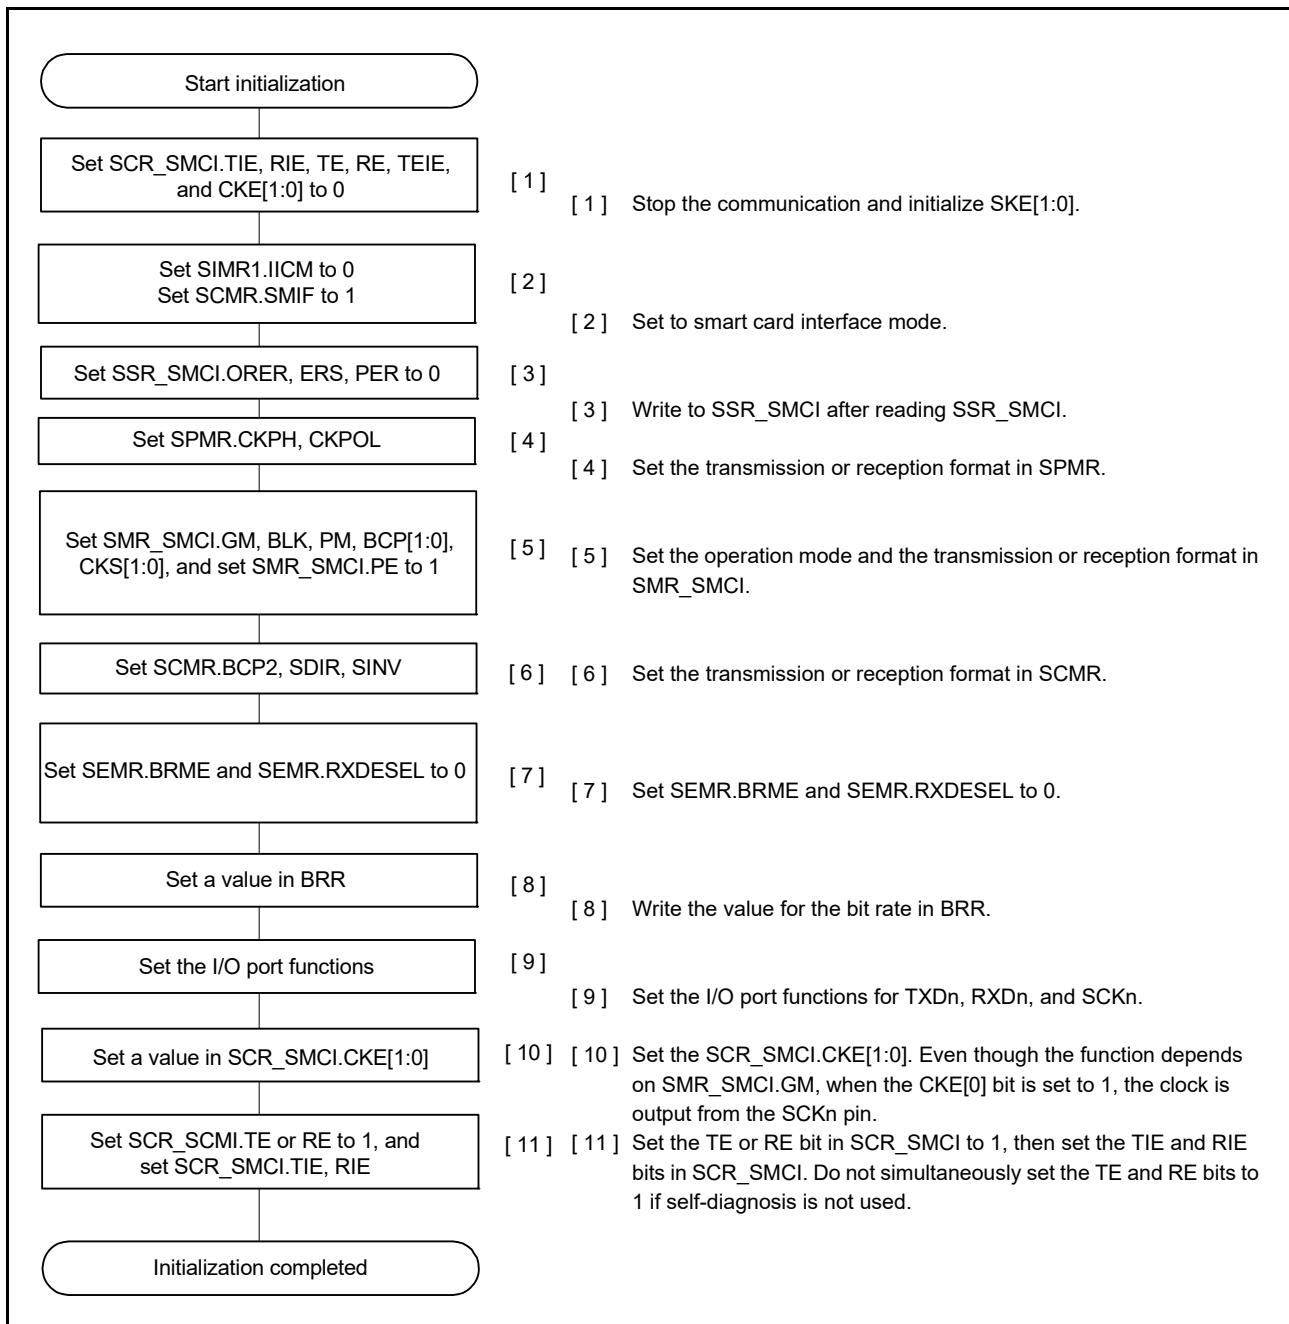 Start initialization
Set SCR_SMCI.TIE, RIE, TE, RE, TEIE,
and CKE[1:0] to 0
[ 1 ]
[ 1 ] Stop the communication and initialize SKE[1:0].
Set SIMR1.IICM to 0
Set SCMR.SMIF to 1
[ 2 ]
[ 2 ] Set to smart card interface mode.
Set SSR_SMCI.ORER, ERS, PER to 0
[ 3 ]
[ 3 ] Write to SSR_SMCI after reading SSR_SMCI.
Set SPMR.CKPH, CKPOL
[ 4 ]
[ 4 ] Set the transmission or reception format in SPMR.
Set SMR_SMCI.GM, BLK, PM, BCP[1:0],
CKS[1:0], and set SMR_SMCI.PE to 1
[ 5 ]
[ 5 ] Set the operation mode and the transmission or reception format in
SMR_SMCI.
Set SCMR.BCP2, SDIR, SINV
[ 6 ]
[ 6 ] Set the transmission or reception format in SCMR.
Set SEMR.BRME and SEMR.RXDESEL to 0
[ 7 ]
[ 7 ] Set SEMR.BRME and SEMR.RXDESEL to 0.
Set a value in BRR
[ 8 ]
[ 8 ] Write the value for the bit rate in BRR.
Set the I/O port functions
[ 9 ]
[ 9 ] Set the I/O port functions for TXDn, RXDn, and SCKn.
Set a value in SCR_SMCI.CKE[1:0]
[ 10 ]
[ 10 ] Set the SCR_SMCI.CKE[1:0]. Even though the function depends
on SMR_SMCI.GM, when the CKE[0] bit is set to 1, the clock is
output from the SCKn pin.
Set SCR_SCMI.TE or RE to 1, and
set SCR_SMCI.TIE, RIE
[ 11 ]
[ 11 ] Set the TE or RE bit in SCR_SMCI to 1, then set the TIE and RIE
bits in SCR_SMCI. Do not simultaneously set the TE and RE bits to
1 if self-diagnosis is not used.
Initialization completed